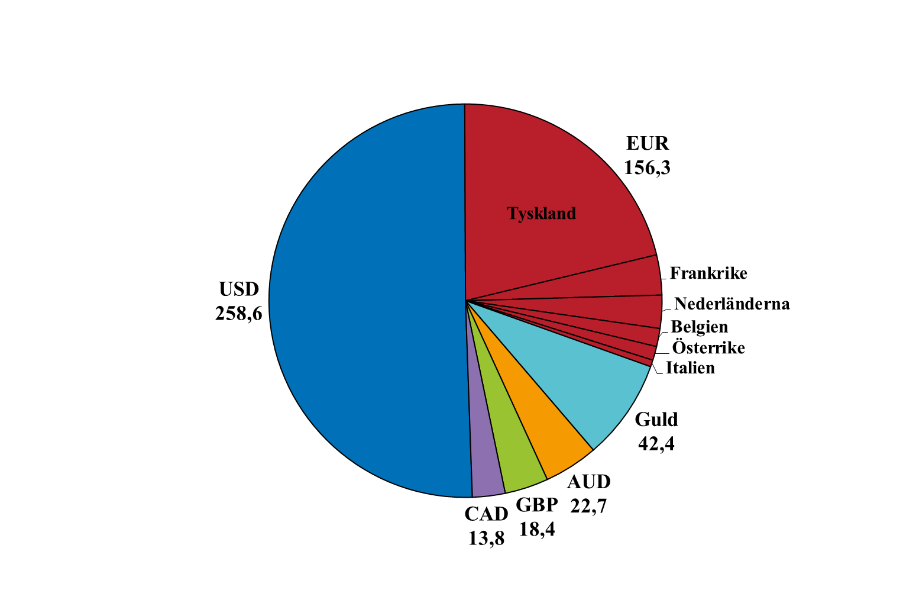 EUR
156,3
Tyskland
Frankrike
Nederländerna
Belgien
Österrike
Italien
Guld
42,4
AUD
22,7
GBP
18,4
CAD
13,8
USD
258,6